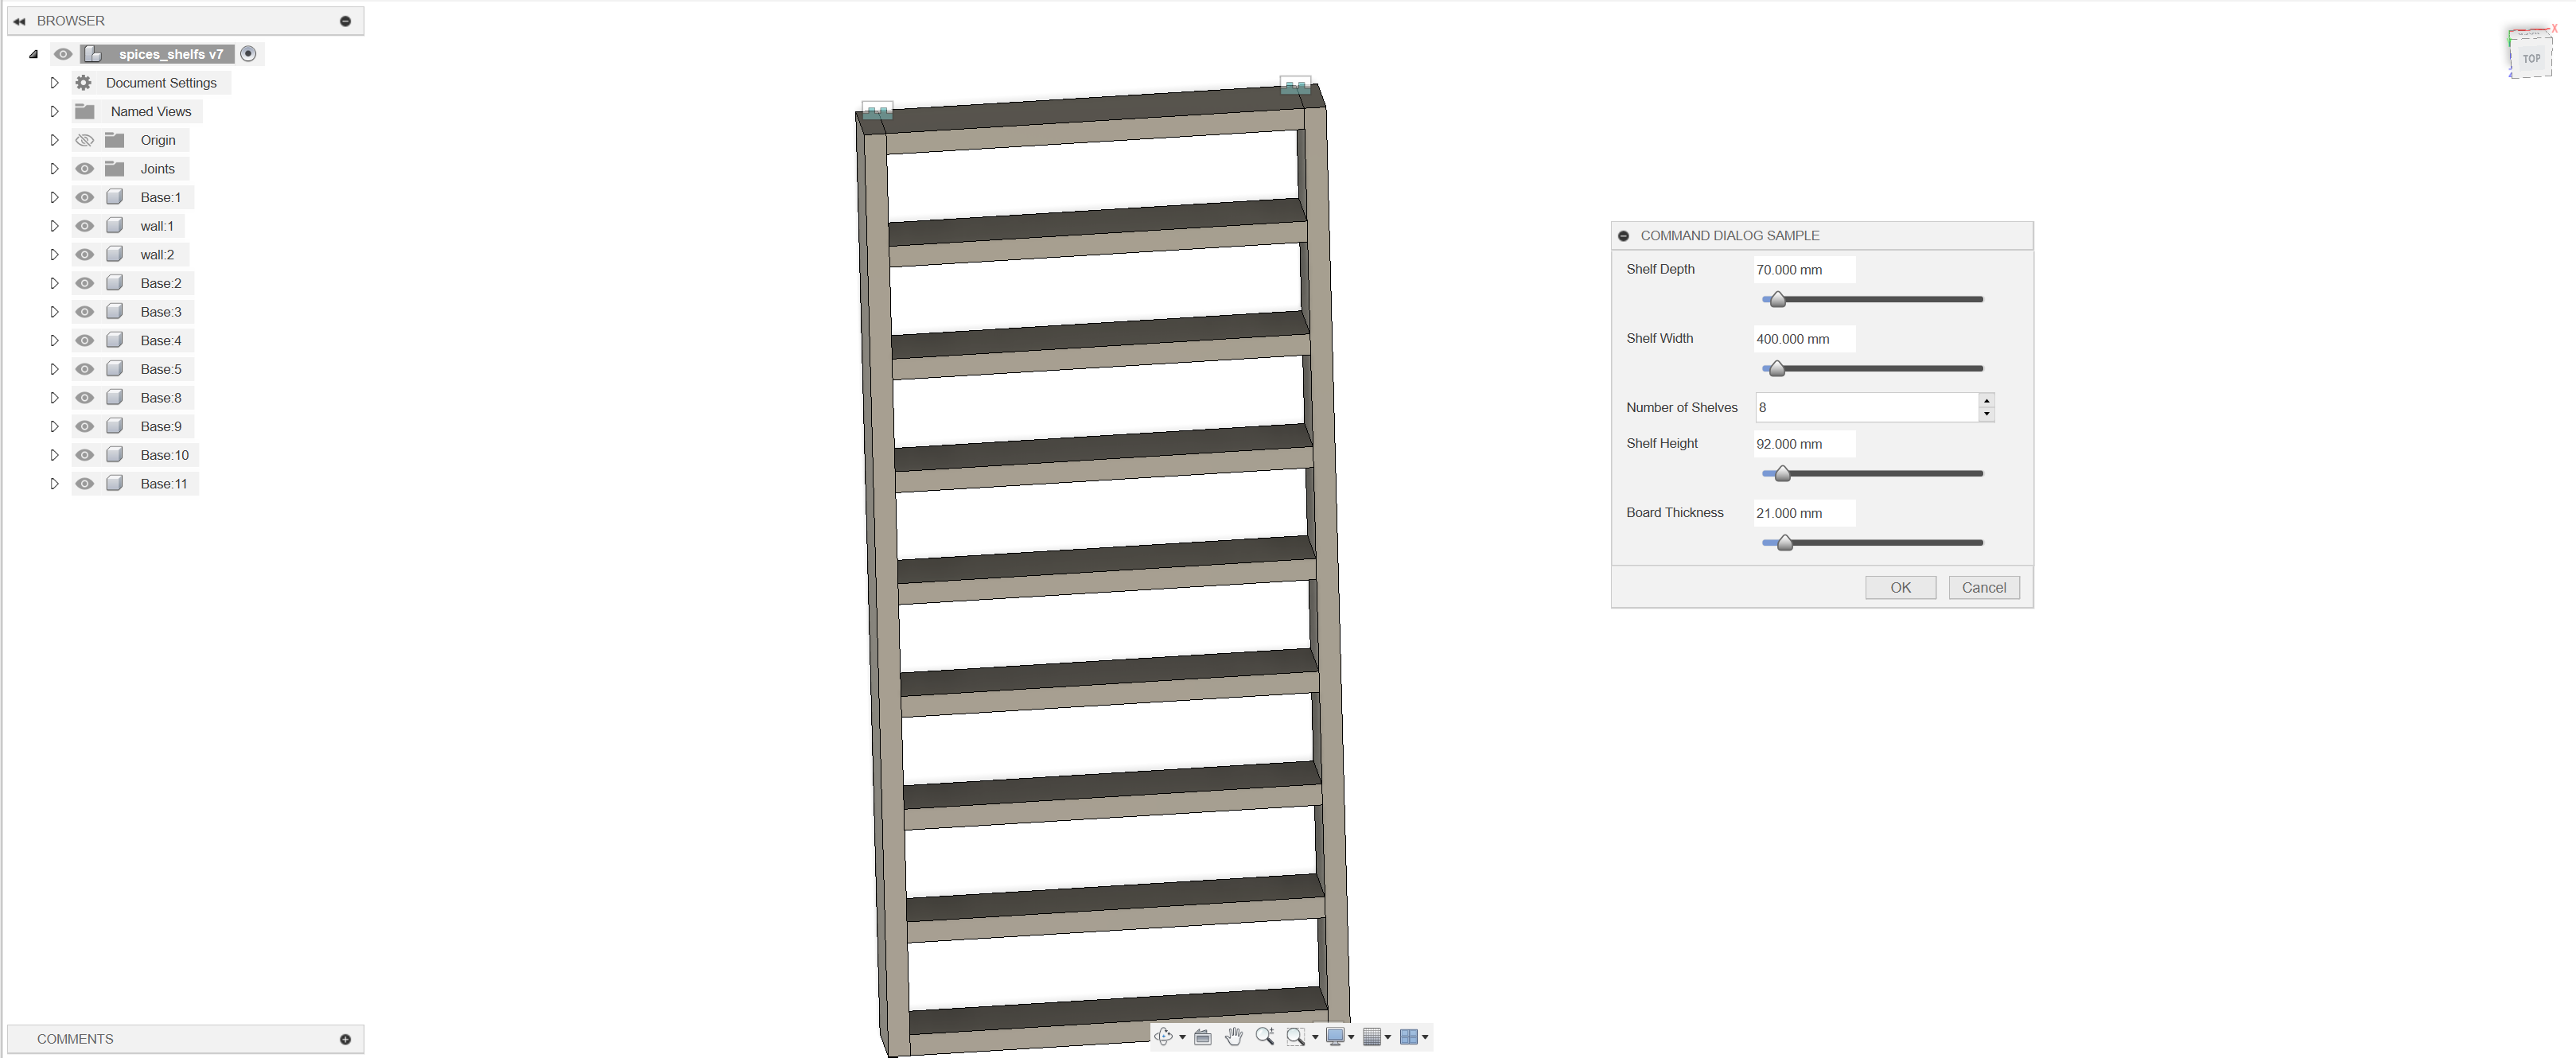 BROWSER
spices_shelfs v7
Document Settings
Named Views
Origin
Joints
Base:1
wall:1
wall:2
Base:2
Base:3
Base:4
Base:5
Base:8
Base:9
Base:10
Base:11
COMMENTS
COMMAND DIALOG SAMPLE
Shelf Depth 70.000 mm
Shelf Width 400.000 mm
Number of Shelves 8
Shelf Height 92.000 mm
Board Thickness 21.000 mm
OK Cancel
X
TOP